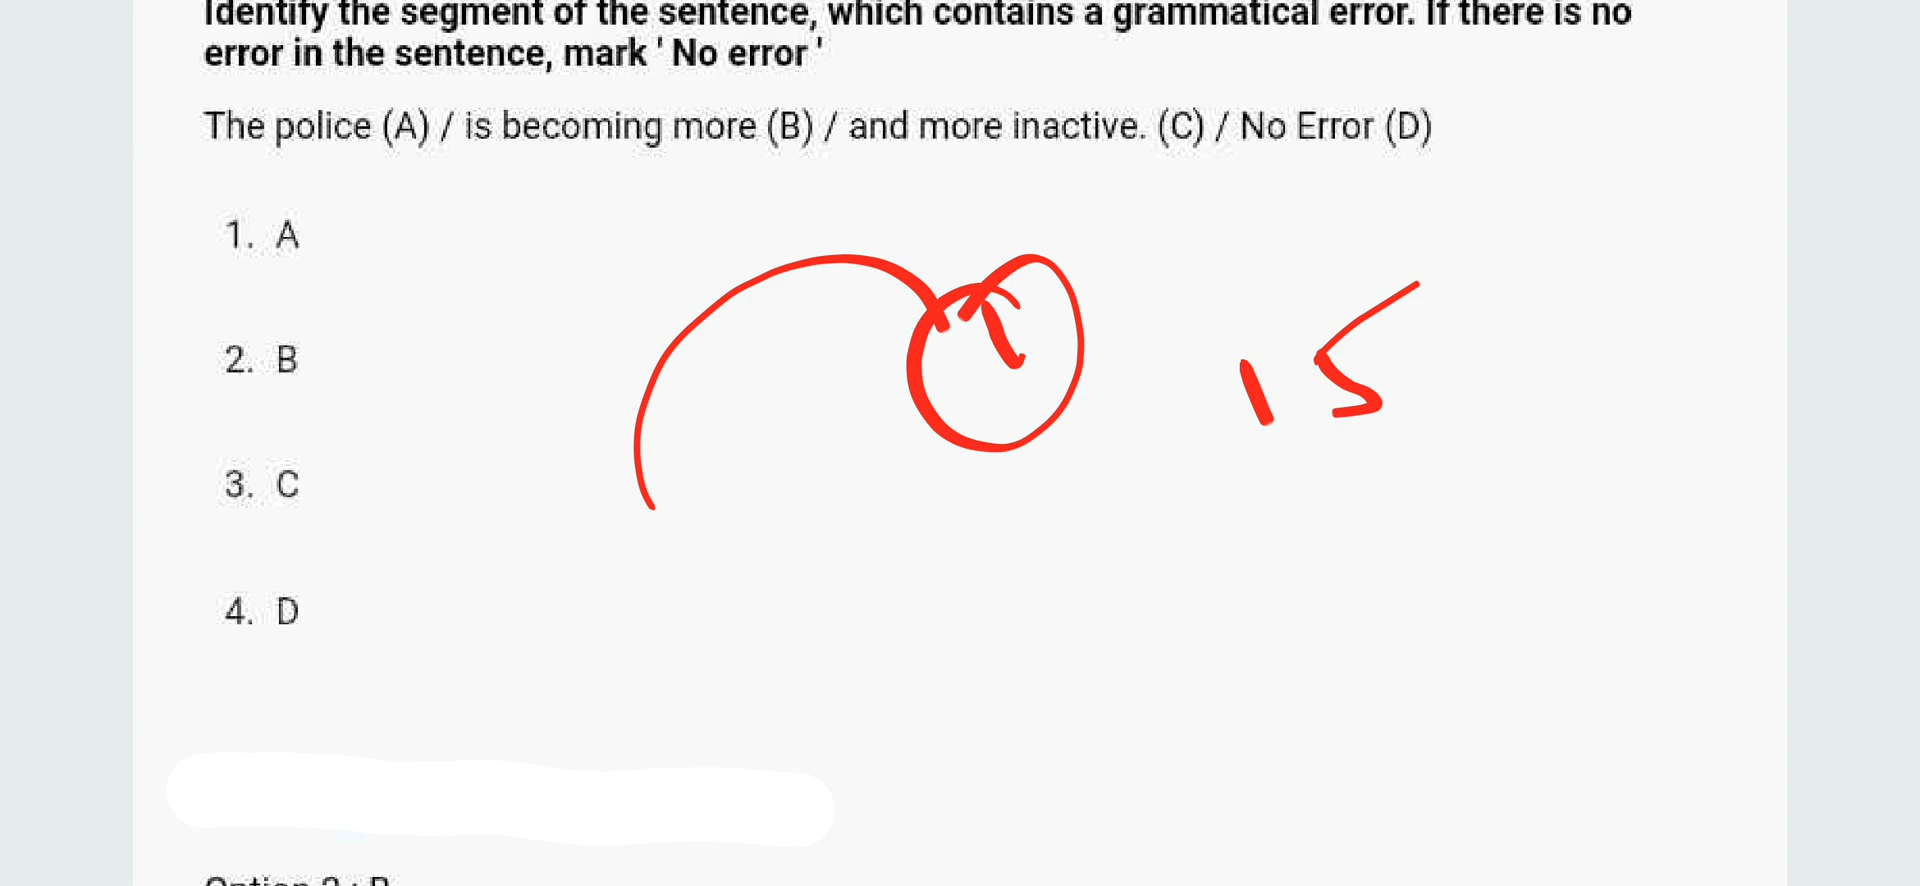 Identify the segment of the sentence, which contains a grammatical error. If there is no
error in the sentence, mark ' No error '
The police (A) / is becoming more (B) / and more inactive. (C) / No Error (D)
1. A
2. B
15
3. C
4. D